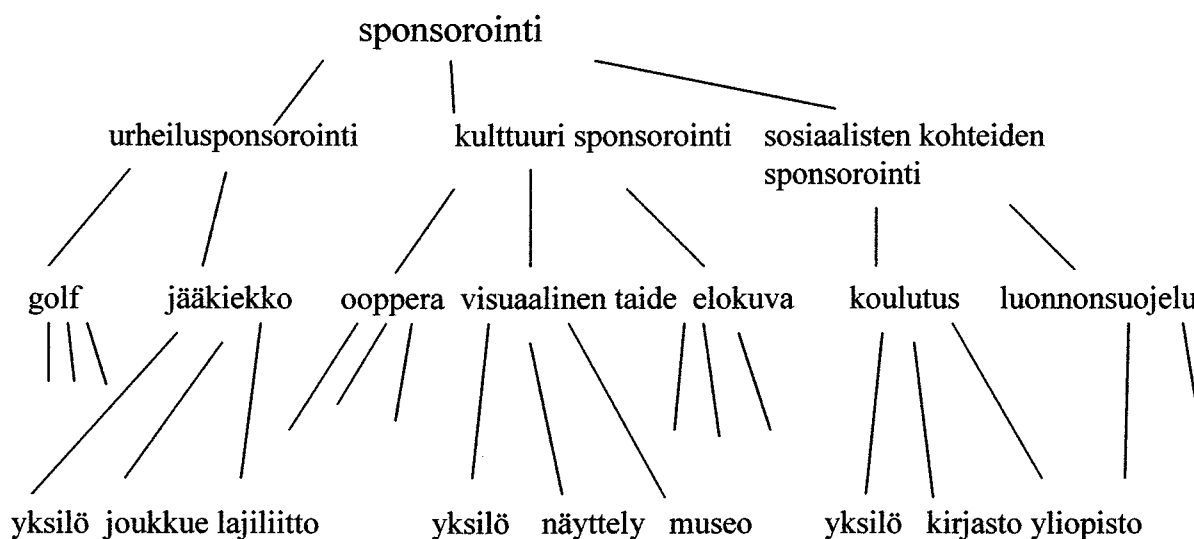 sponsorointi
urheilusponsorointi kulttuuri sponsorointi sosiaalisten kohteiden
sponsorointi
golf jääkiekko ooppera visuaalinen taide elokuva koulutus luonnonsuojelu
yksilö joukkue lajiliitto yksilö näyttely museo yksilö kirjasto yliopisto